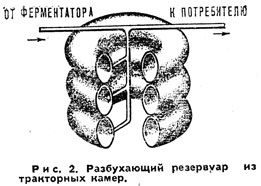 ОТ ФЕРМЕНТАТОРА К ПОТРЕБИТЕЛЮ
Рис. 2. Разбухающий резервуар из
тракторных камер.